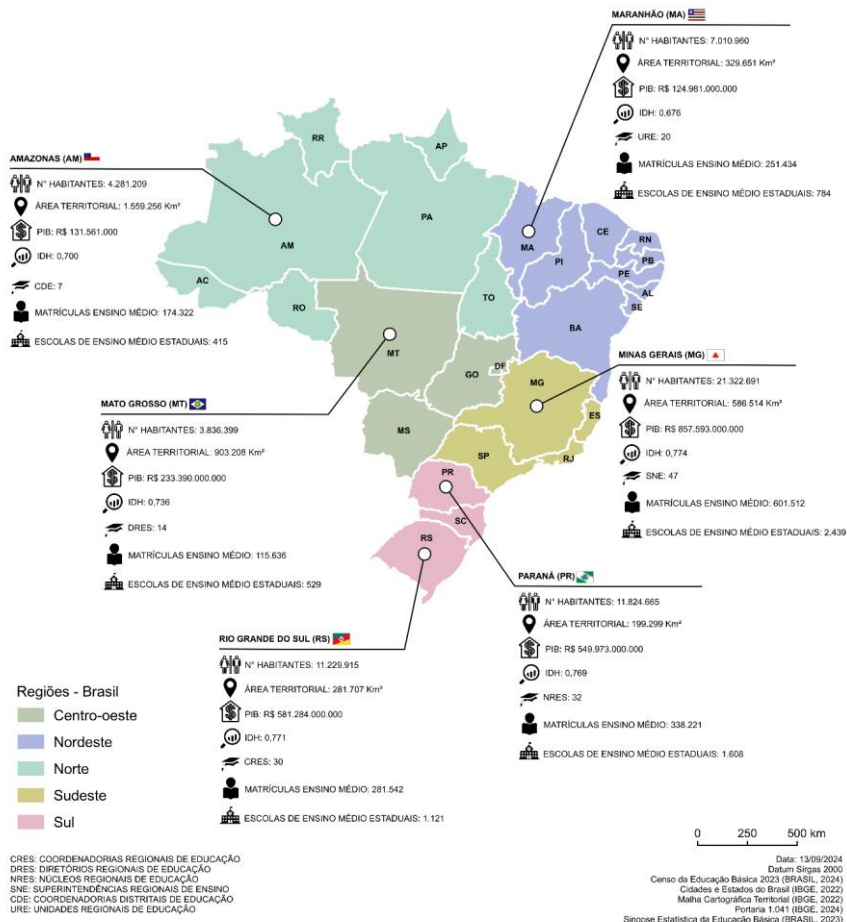 MARANHÃO (MA)
N° HABITANTES: 7.010.960
ÁREA TERRITORIAL: 329.651 Km²
PIB: R$ 124.981.000.000
IDH: 0,676
URE: 20
MATRÍCULAS ENSINO MÉDIO: 251.434
ESCOLAS DE ENSINO MÉDIO ESTADUAIS: 784
AMAZONAS (AM)
N° HABITANTES: 4.281.209
ÁREA TERRITORIAL: 1.559.256 Km²
PIB: R$ 131.561.000
IDH: 0,700
CDE: 7
MATRÍCULAS ENSINO MÉDIO: 174.322
ESCOLAS DE ENSINO MÉDIO ESTADUAIS: 415
RR
AP
AM
PA
MA
CE
RN
PB
PI
PE
AL
SE
AC
RO
TO
BA
MT
GO
DF
MG
ES
MS
SP
RJ
PR
SC
RS
MINAS GERAIS (MG)
N° HABITANTES: 21.322.691
ÁREA TERRITORIAL: 586.514 Km²
PIB: R$ 857.593.000.000
IDH: 0,774
SNE: 47
MATRÍCULAS ENSINO MÉDIO: 601.512
ESCOLAS DE ENSINO MÉDIO ESTADUAIS: 2.439
MATO GROSSO (MT)
N° HABITANTES: 3.836.399
ÁREA TERRITORIAL: 903.208 Km²
PIB: R$ 233.390.000.000
IDH: 0,736
DRES: 14
MATRÍCULAS ENSINO MÉDIO: 115.636
ESCOLAS DE ENSINO MÉDIO ESTADUAIS: 529
PARANÁ (PR)
N° HABITANTES: 11.824.665
ÁREA TERRITORIAL: 199.299 Km²
PIB: R$ 549.973.000.000
IDH: 0,769
NRES: 32
MATRÍCULAS ENSINO MÉDIO: 338.221
ESCOLAS DE ENSINO MÉDIO ESTADUAIS: 1.608
RIO GRANDE DO SUL (RS)
N° HABITANTES: 11.229.915
ÁREA TERRITORIAL: 281.707 Km²
PIB: R$ 581.284.000.000
IDH: 0,771
CRES: 30
MATRÍCULAS ENSINO MÉDIO: 281.542
ESCOLAS DE ENSINO MÉDIO ESTADUAIS: 1.121
Regiões - Brasil
Centro-oeste
Nordeste
Norte
Sudeste
Sul
0 250 500 km
CRES: COORDENADORIAS REGIONAIS DE EDUCAÇÃO
DRES: DIRETÓRIOS REGIONAIS DE EDUCAÇÃO
NRES: NÚCLEOS REGIONAIS DE EDUCAÇÃO
SNE: SUPERINTENDÊNCIAS REGIONAIS DE ENSINO
CDE: COORDENADORIAS DISTRITAIS DE EDUCAÇÃO
URE: UNIDADES REGIONAIS DE EDUCAÇÃO
Data: 13/09/2024
Datum Sirgas 2000
Censo da Educação Básica 2023 (BRASIL, 2024)
Cidades e Estados do Brasil (IBGE, 2022)
Malha Cartográfica Territorial (IBGE, 2022)
Portaria 1.041 (IBGE, 2024)
Sinopse Estatística da Educação Básica (BRASIL, 2023)